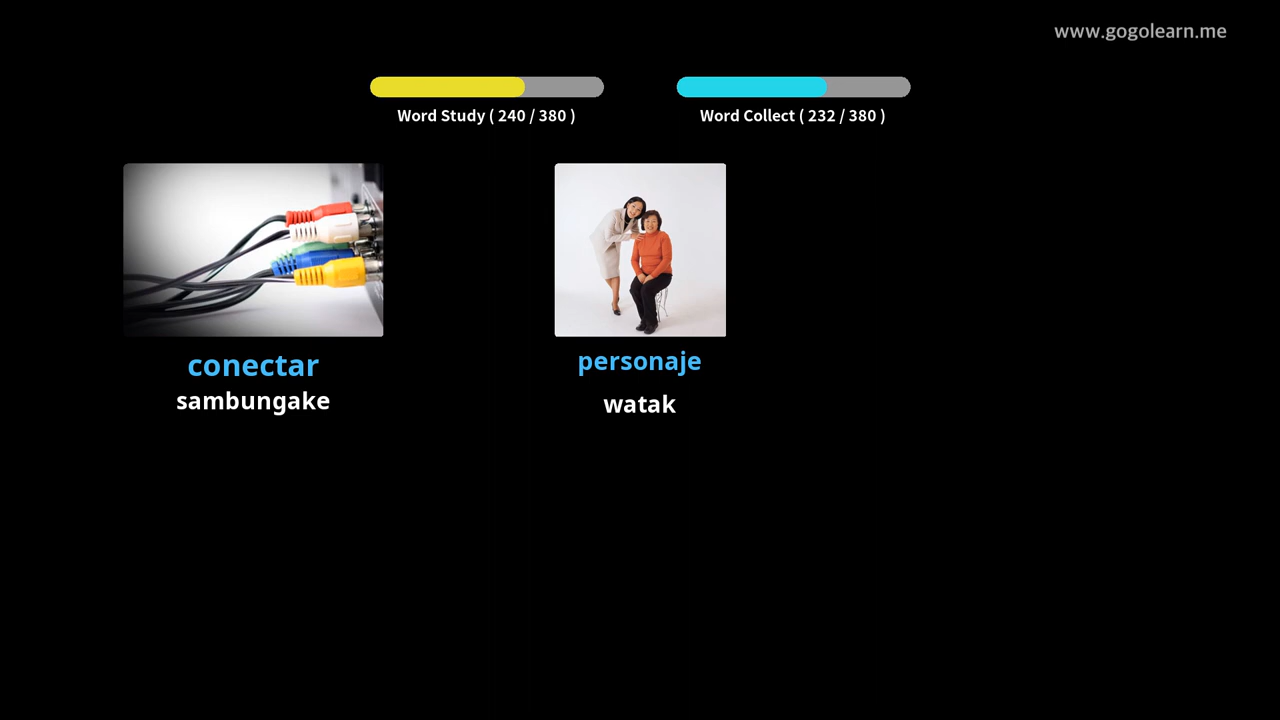 www.gogolearn.me
Word Study ( 240 / 380 )
Word Collect ( 232 / 380 )
conectar
sambungake
personaje
watak